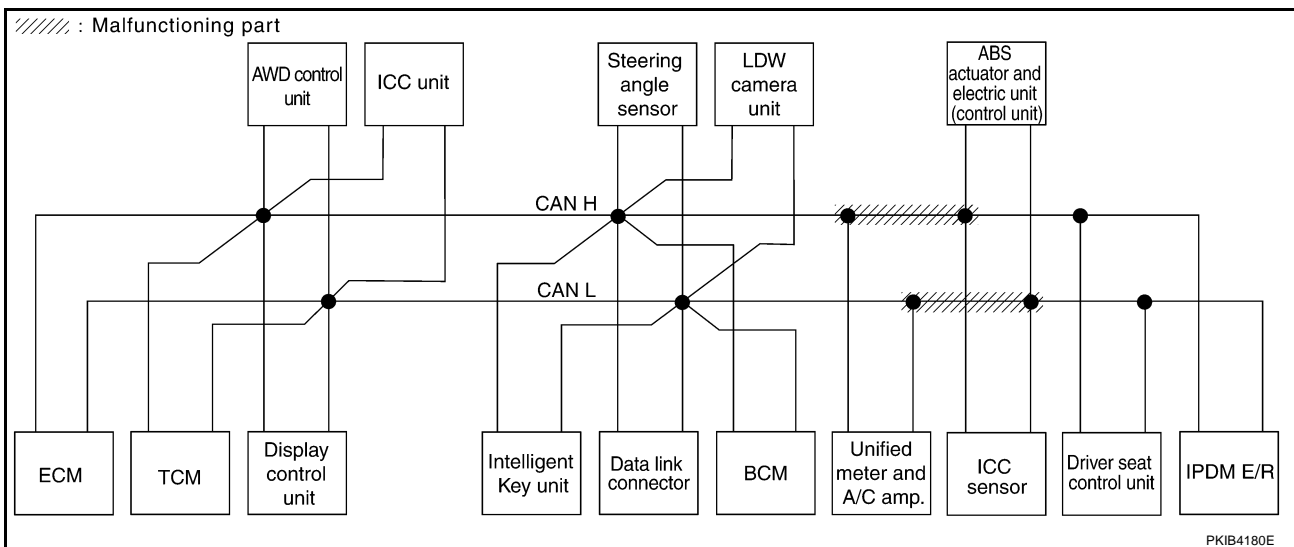 : Malfunctioning part
AWD control
unit
ICC unit
Steering
angle
sensor
LDW
camera
unit
ABS
actuator and
electric unit
(control unit)
CAN H
CAN L
ECM
TCM
Display
control
unit
Intelligent
Key unit
Data link
connector
BCM
Unified
meter and
A/C amp.
ICC
sensor
Driver seat
control unit
IPDM E/R
PKIB4180E